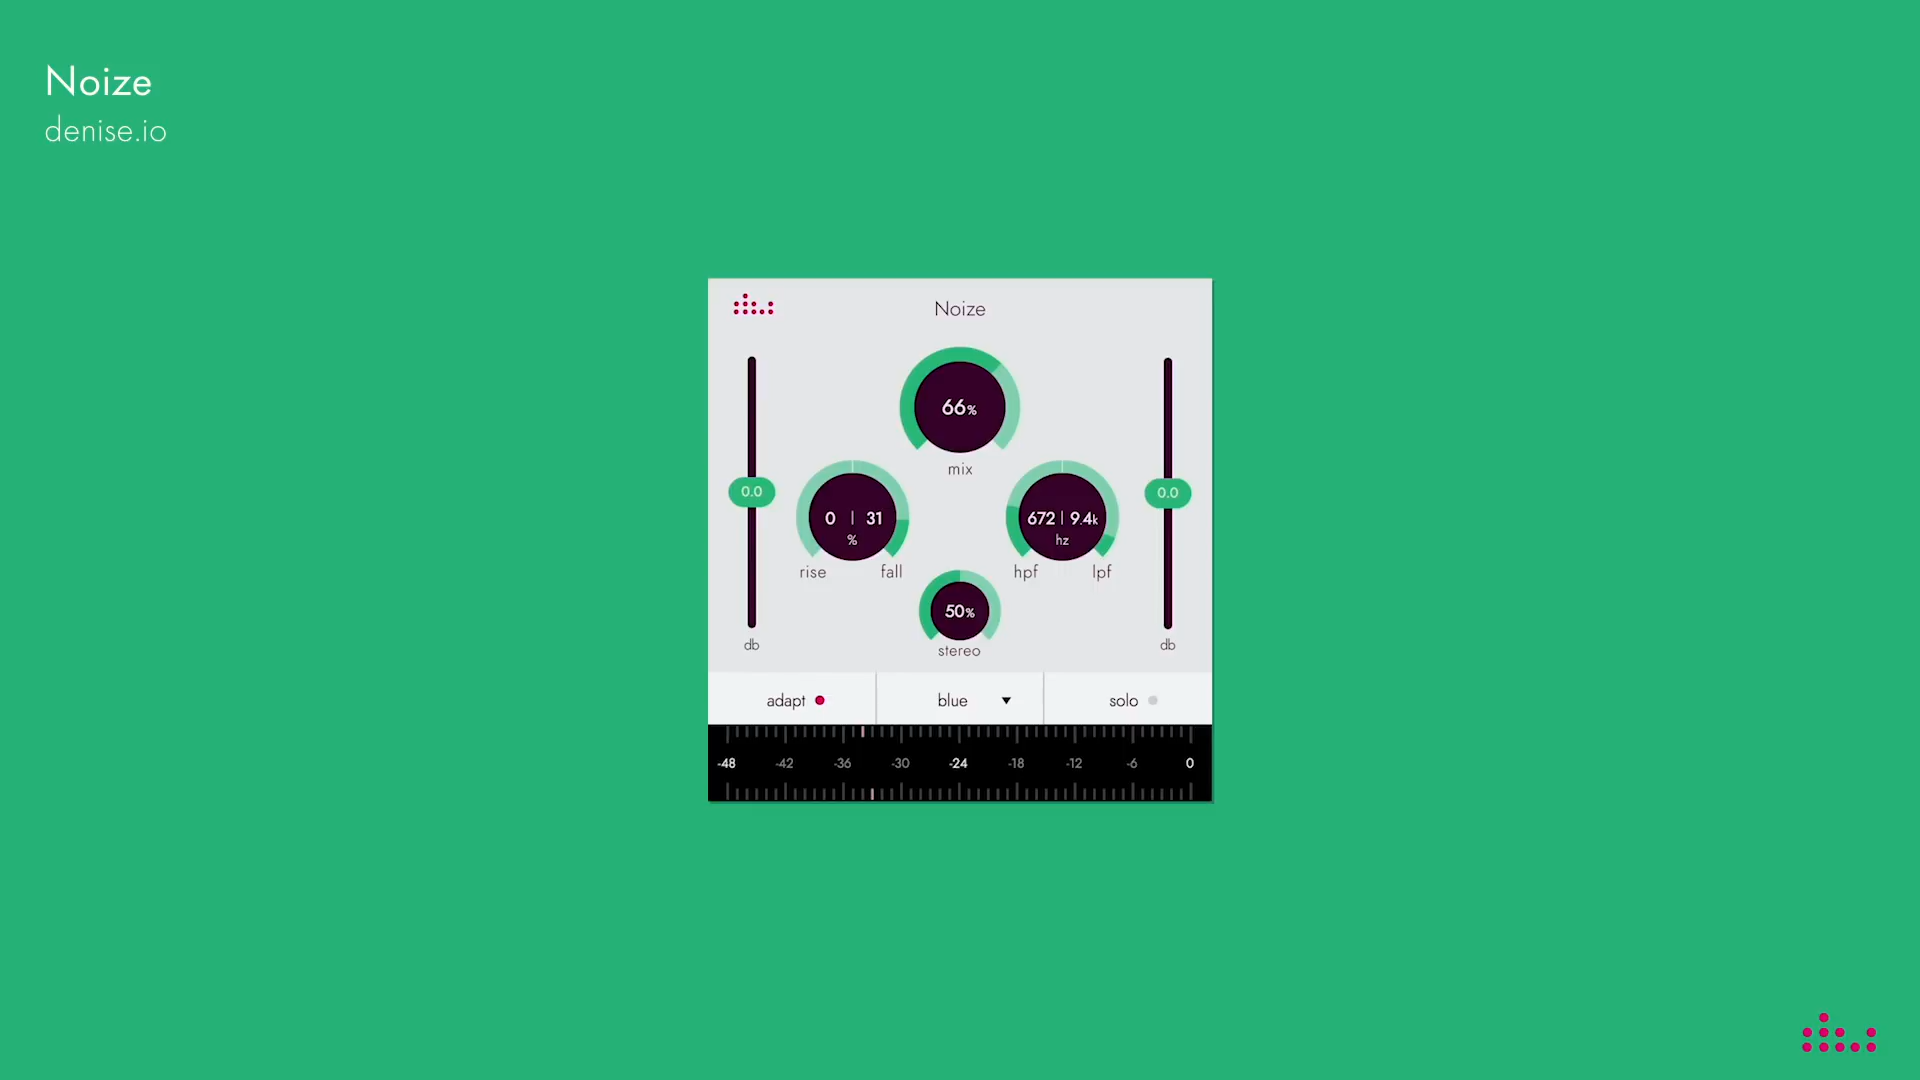 Noize
denise.io
Noize
66%
mix
0.0
0.0
0 | 31
%
rise fall
672 | 9.4k
hz
hpf lpf
50%
stereo
db
db
adapt
blue
solo
-48 -42 -36 -30 -24 -18 -12 -6 0